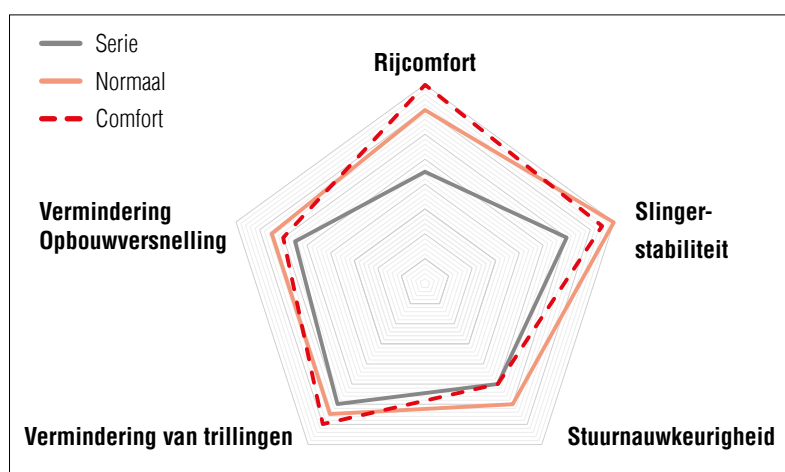 Serie
Normaal
Comfort
Rijcomfort
Vermindering
Opbouwversnelling
Slinger-
stabiliteit
Vermindering van trillingen
Stuurnauwkeurigheid